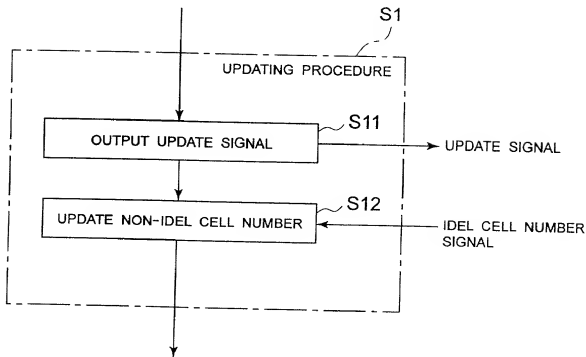 S1
UPDATING PROCEDURE
S11
OUTPUT UPDATE SIGNAL
UPDATE SIGNAL
S12
UPDATE NON-IDEL CELL NUMBER
IDEL CELL NUMBER
SIGNAL